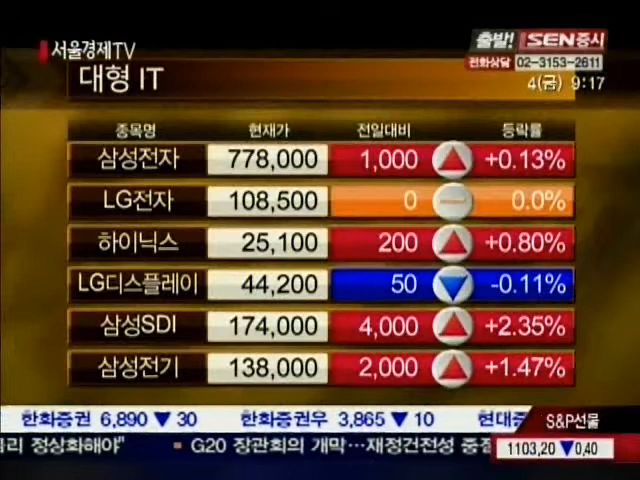 서울경제TV
출발! SEN증시
전화상담 02-3153-2611
대형 IT
4(금) 9:17
종목명 현재가 전일대비 등락률
삼성전자 778,000 1,000 ▲ +0.13%
LG전자 108,500 0 0.0%
하이닉스 25,100 200 ▲ +0.80%
LG디스플레이 44,200 50 ▼ -0.11%
삼성SDI 174,000 4,000 ▲ +2.35%
삼성전기 138,000 2,000 ▲ +1.47%
한화증권 6,890 ▼ 30 한화증권우 3,865 ▼ 10 현대증 S&P선물
리 정상화해야" ▪ G20 장관회의 개막…재정건전성 중점 1103,20 ▼0,40